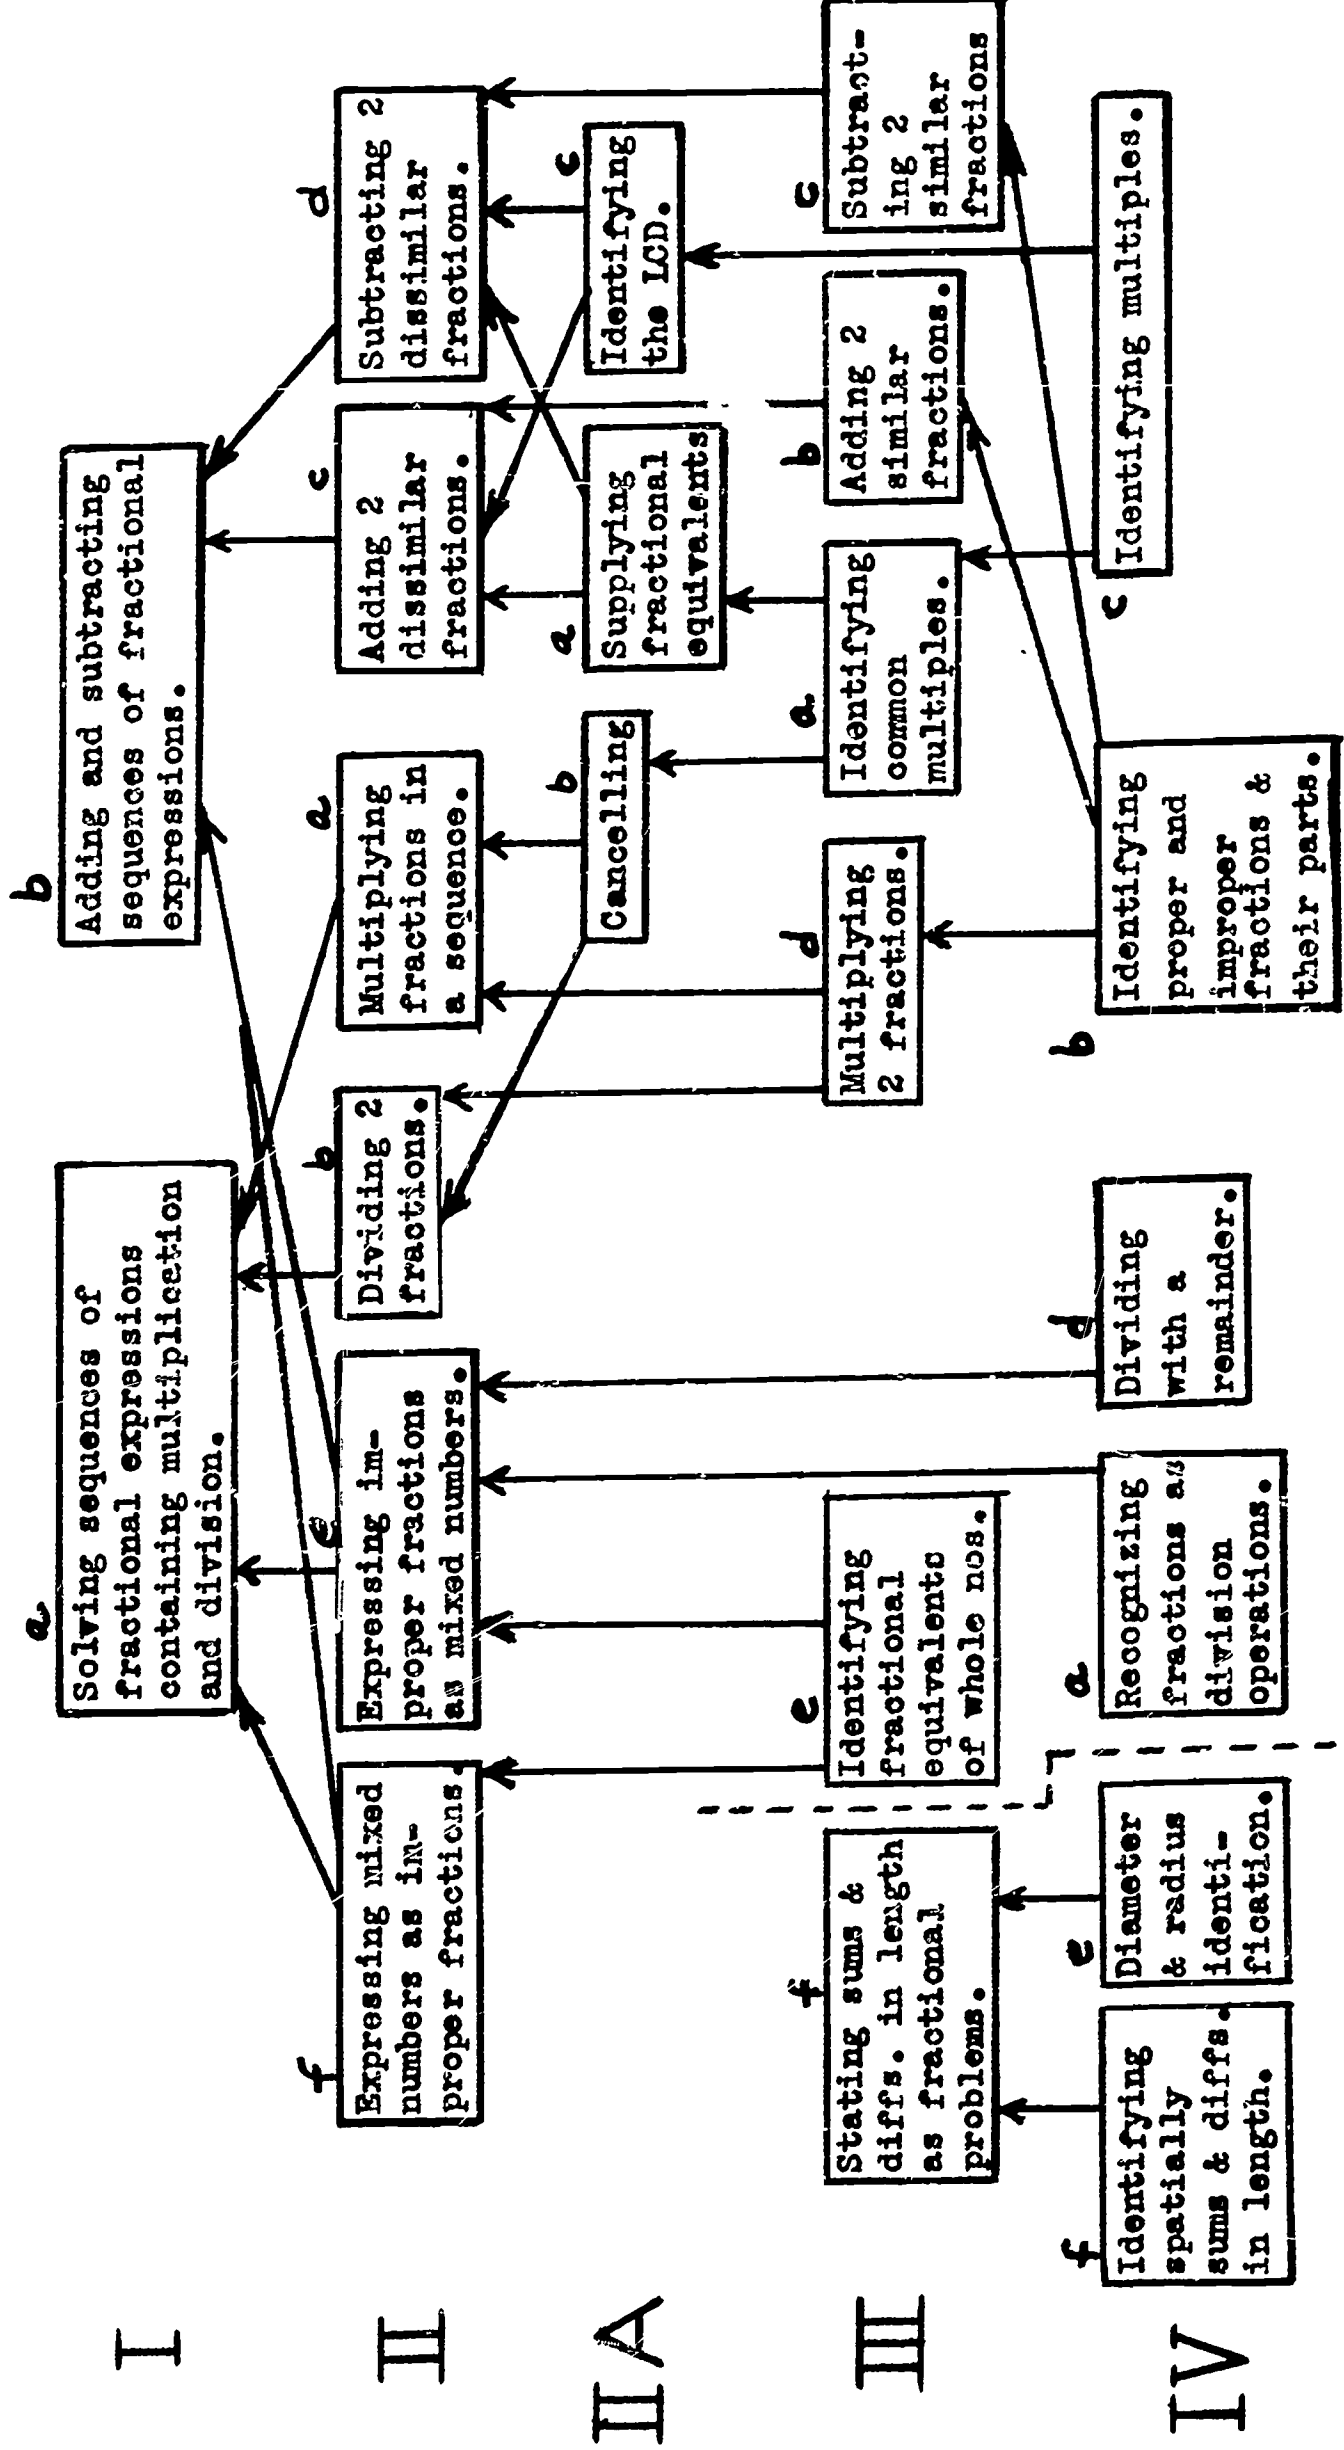 I
a
Solving sequences of
fractional expressions
containing multiplication
and division.
b
Adding and subtracting
sequences of fractional
expressions.
II
f
Expressing mixed
numbers as im-
proper fractions.
e
Expressing im-
proper fractions
as mixed numbers.
b
Dividing 2
fractions.
a
Multiplying
fractions in
a sequence.
c
Adding 2
dissimilar
fractions.
d
Subtracting 2
dissimilar
fractions.
II A
b
Cancelling
a
Supplying
fractional
equivalents
c
Identifying
the LCD.
III
f
Stating sums &
diffs. in length
as fractional
problems.
e
Identifying
fractional
equivalents
of whole nos.
d
Multiplying
2 fractions.
a
Identifying
common
multiples.
b
Adding 2
similar
fractions.
c
Subtract-
ing 2
similar
fractions
IV
f
Identifying
spatially
sums & diffs.
in length.
e
Diameter
& radius
identi-
fication.
a
Recognizing
fractions as
division
operations.
d
Dividing
with a
remainder.
b
Identifying
proper and
improper
fractions &
their parts.
c
Identifying multiples.